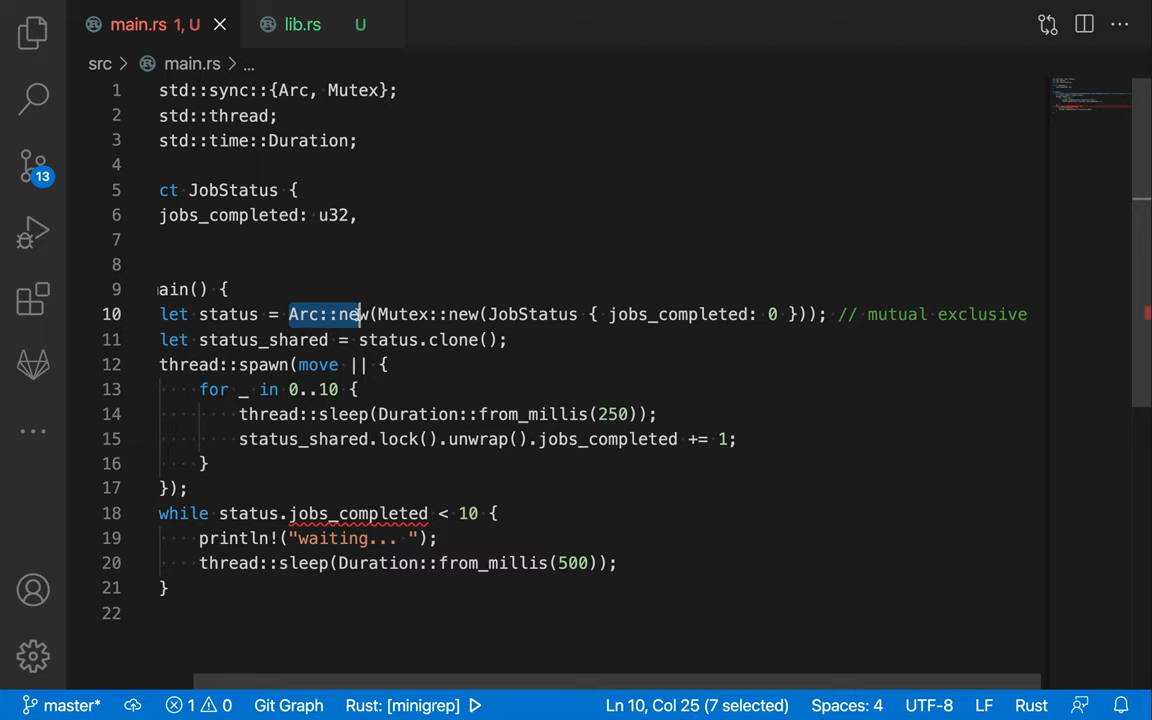 main.rs 1, U
lib.rs U
src > main.rs > ...
1 std::sync::{Arc, Mutex};
2 std::thread;
3 std::time::Duration;
4
5 ct JobStatus {
6 jobs_completed: u32,
7
8
9 ain() {
10 let status = Arc::new(Mutex::new(JobStatus { jobs_completed: 0 })); // mutual exclusive
11 let status_shared = status.clone();
12 thread::spawn(move || {
13 for _ in 0..10 {
14 thread::sleep(Duration::from_millis(250));
15 status_shared.lock().unwrap().jobs_completed += 1;
16 }
17 });
18 while status.jobs_completed < 10 {
19 println!("waiting... ");
20 thread::sleep(Duration::from_millis(500));
21 }
22
13
master* 1 0 Git Graph Rust: [minigrep] Ln 10, Col 25 (7 selected) Spaces: 4 UTF-8 LF Rust